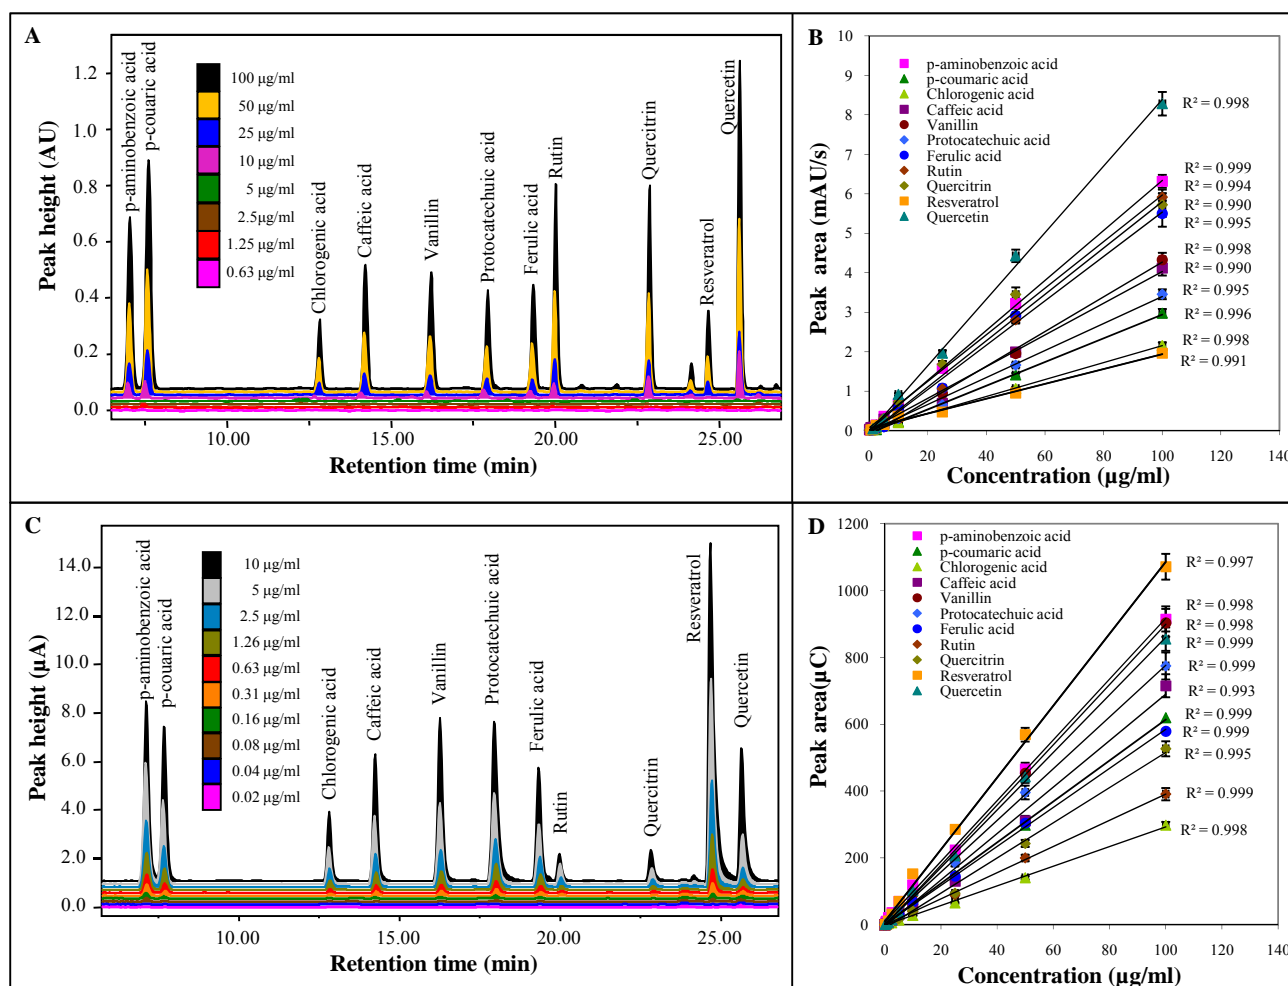 A
p-aminobenzoic acid
p-couaric acid
Chlorogenic acid
Caffeic acid
Vanillin
Protocatechuic acid
Ferulic acid
Rutin
Quercitrin
Resveratrol
Quercetin
100 µg/ml
50 µg/ml
25 µg/ml
10 µg/ml
5 µg/ml
2.5µg/ml
1.25 µg/ml
0.63 µg/ml
Peak height (AU)
1.2
0.8
0.6
0.4
0.2
0.0
10.00
15.00
20.00
25.00
Retention time (min)
B
p-aminobenzoic acid
p-coumaric acid
Chlorogenic acid
Caffeic acid
Vanillin
Protocatechuic acid
Ferulic acid
Rutin
Quercitrin
Resveratrol
Quercetin
R² = 0.998
R² = 0.999
R² = 0.994
R² = 0.990
R² = 0.995
R² = 0.998
R² = 0.990
R² = 0.995
R² = 0.996
R² = 0.998
R² = 0.991
Peak area (mAU/s)
10
9
8
7
6
5
4
3
2
1
0
0
20
40
60
80
100
120
140
Concentration (µg/ml)
C
p-aminobenzoic acid
p-couaric acid
Chlorogenic acid
Caffeic acid
Vanillin
Protocatechuic acid
Ferulic acid
Rutin
Quercitrin
Resveratrol
Quercetin
10 µg/ml
5 µg/ml
2.5 µg/ml
1.26 µg/ml
0.63 µg/ml
0.31 µg/ml
0.16 µg/ml
0.08 µg/ml
0.04 µg/ml
0.02 µg/ml
Peak height (µA)
14.0
12.0
10.0
8.0
6.0
4.0
2.0
0.0
10.00
15.00
20.00
25.00
Retention time (min)
D
p-aminobenzoic acid
p-coumaric acid
Chlorogenic acid
Caffeic acid
Vanillin
Protocatechuic acid
Ferulic acid
Rutin
Quercitrin
Resveratrol
Quercetin
R² = 0.997
R² = 0.998
R² = 0.998
R² = 0.999
R² = 0.999
R² = 0.993
R² = 0.999
R² = 0.999
R² = 0.995
R² = 0.999
R² = 0.998
Peak area(µC)
1200
1000
800
600
400
200
0
0
20
40
60
80
100
120
140
Concentration (µg/ml)